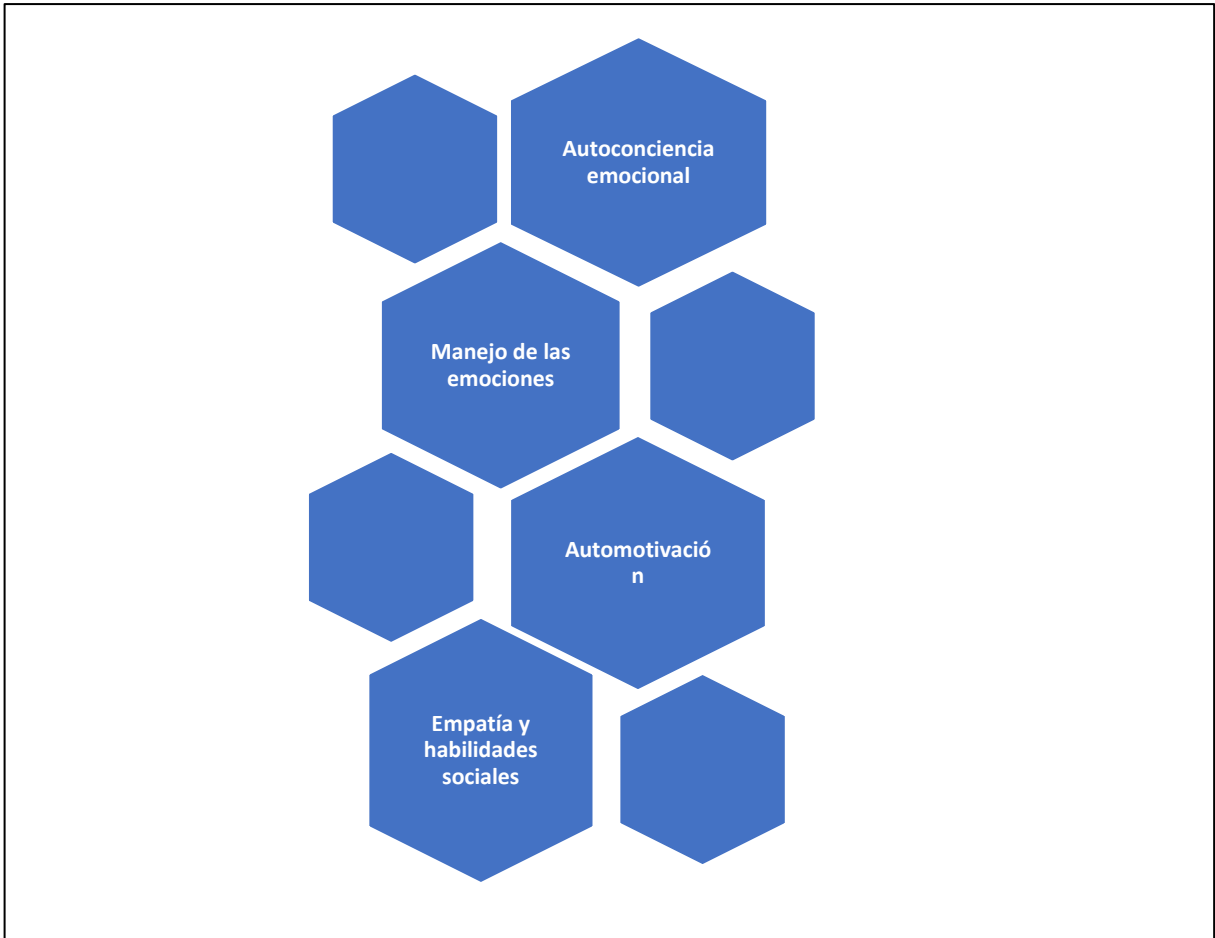 Autoconciencia
emocional
Manejo de las
emociones
Automotivació
n
Empatía y
habilidades
sociales